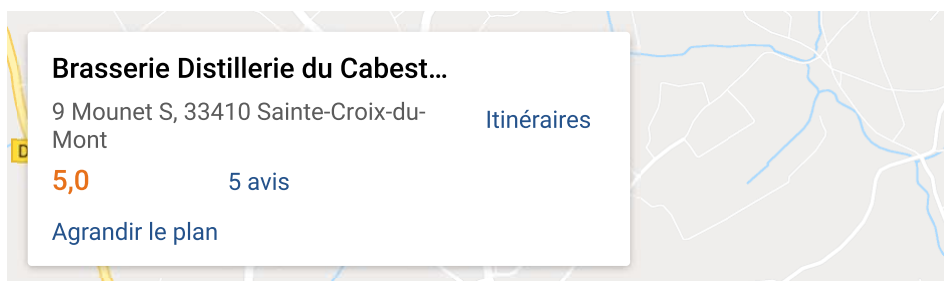 Brasserie Distillerie du Cabest...
9 Mounet S, 33410 Sainte-Croix-du-
Mont
Itinéraires
D
5,0
5 avis
Agrandir le plan